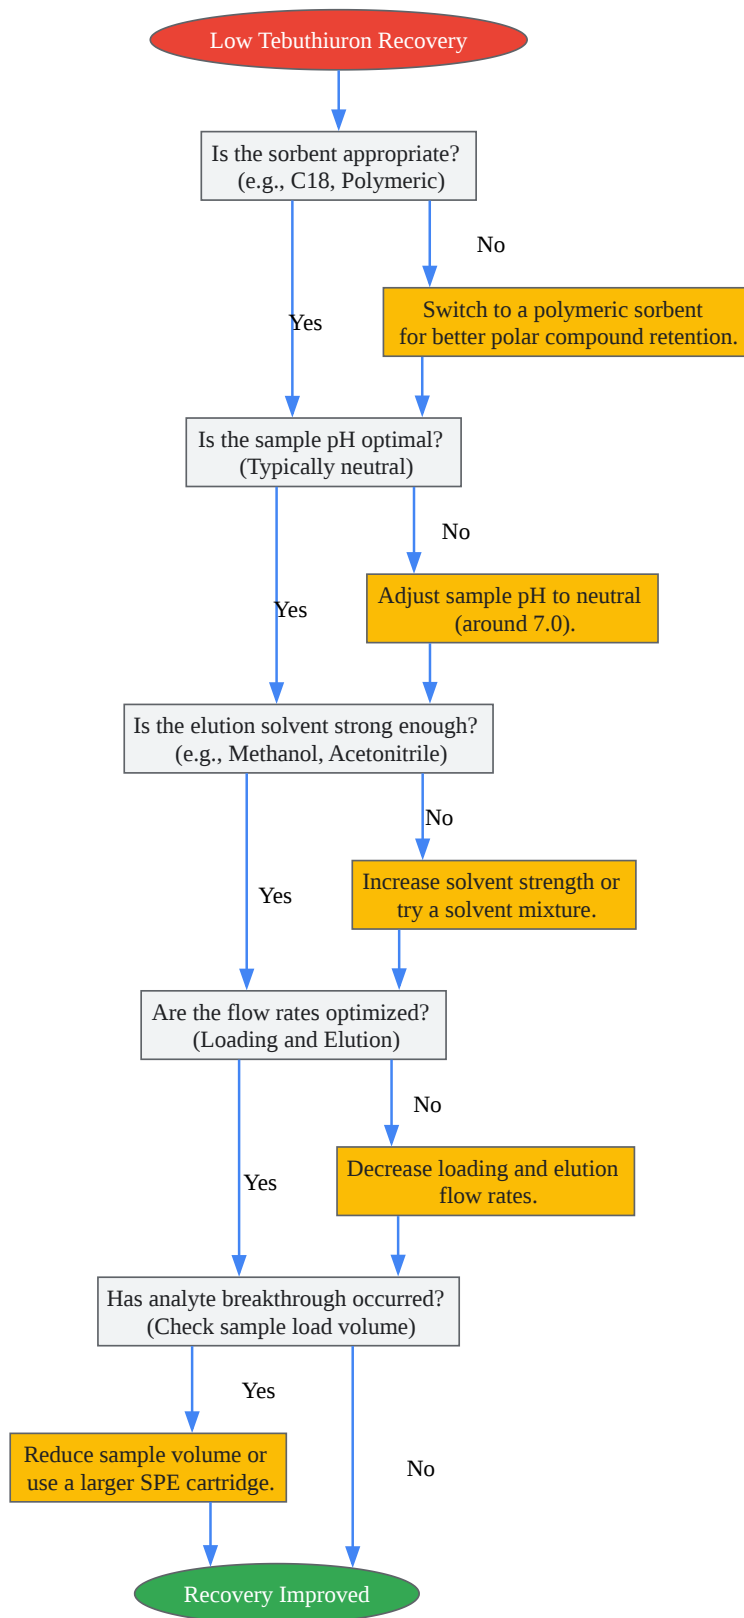 Low Tebuthiuron Recovery
Is the sorbent appropriate?
(e.g., C18, Polymeric)
No
Yes
Switch to a polymeric sorbent
for better polar compound retention.
Is the sample pH optimal?
(Typically neutral)
No
Yes
Adjust sample pH to neutral
(around 7.0).
Is the elution solvent strong enough?
(e.g., Methanol, Acetonitrile)
No
Yes
Increase solvent strength or
try a solvent mixture.
Are the flow rates optimized?
(Loading and Elution)
No
Yes
Decrease loading and elution
flow rates.
Has analyte breakthrough occurred?
(Check sample load volume)
Yes
Reduce sample volume or
use a larger SPE cartridge.
No
Recovery Improved